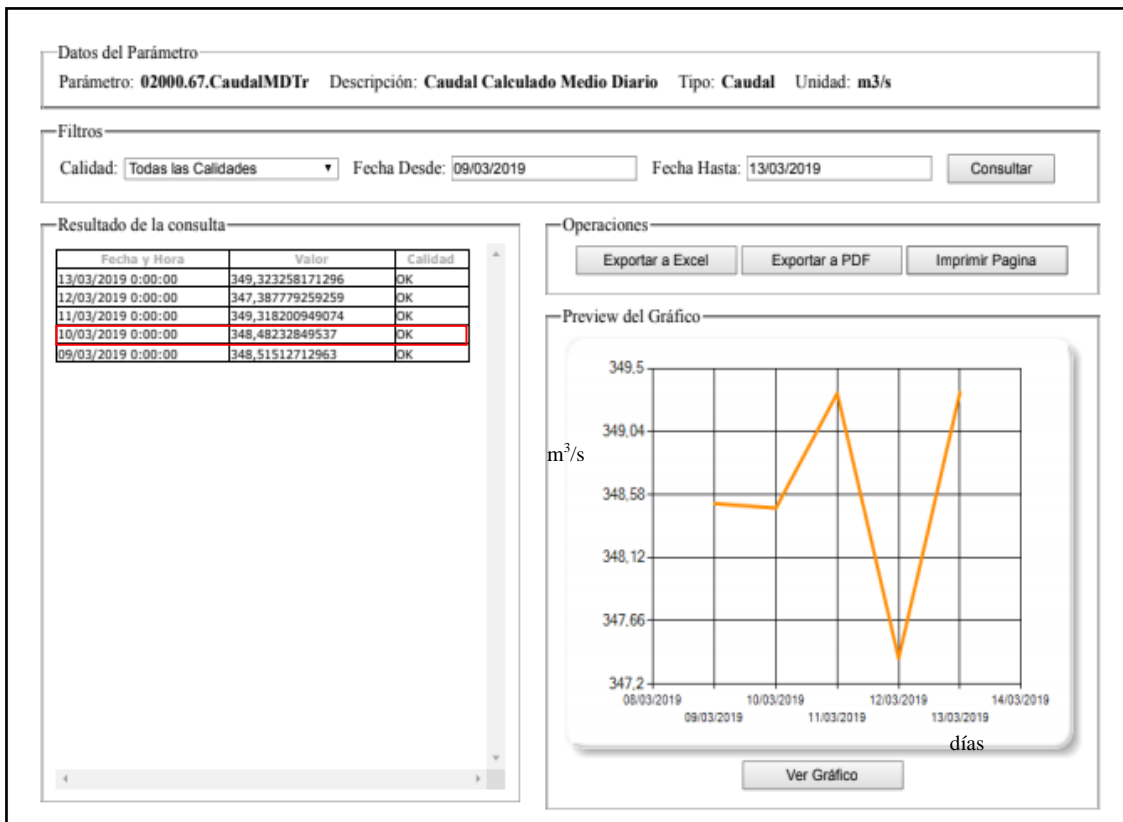 Datos del Parámetro
Parámetro: 02000.67.CaudalMDTr Descripción: Caudal Calculado Medio Diario Tipo: Caudal Unidad: m3/s
Filtros
Calidad: Todas las Calidades Fecha Desde: 09/03/2019 Fecha Hasta: 13/03/2019 Consultar
Resultado de la consulta
Fecha y Hora Valor Calidad
13/03/2019 0:00:00 349,323258171296 OK
12/03/2019 0:00:00 347,387779259259 OK
11/03/2019 0:00:00 349,318200949074 OK
10/03/2019 0:00:00 348,48232849537 OK
09/03/2019 0:00:00 348,51512712963 OK
Operaciones
Exportar a Excel Exportar a PDF Imprimir Pagina
Preview del Gráfico
349,5
349,04
m³/s
348,58
348,12
347,66
347,2
08/03/2019 10/03/2019 12/03/2019 14/03/2019
09/03/2019 11/03/2019 13/03/2019
días
Ver Gráfico